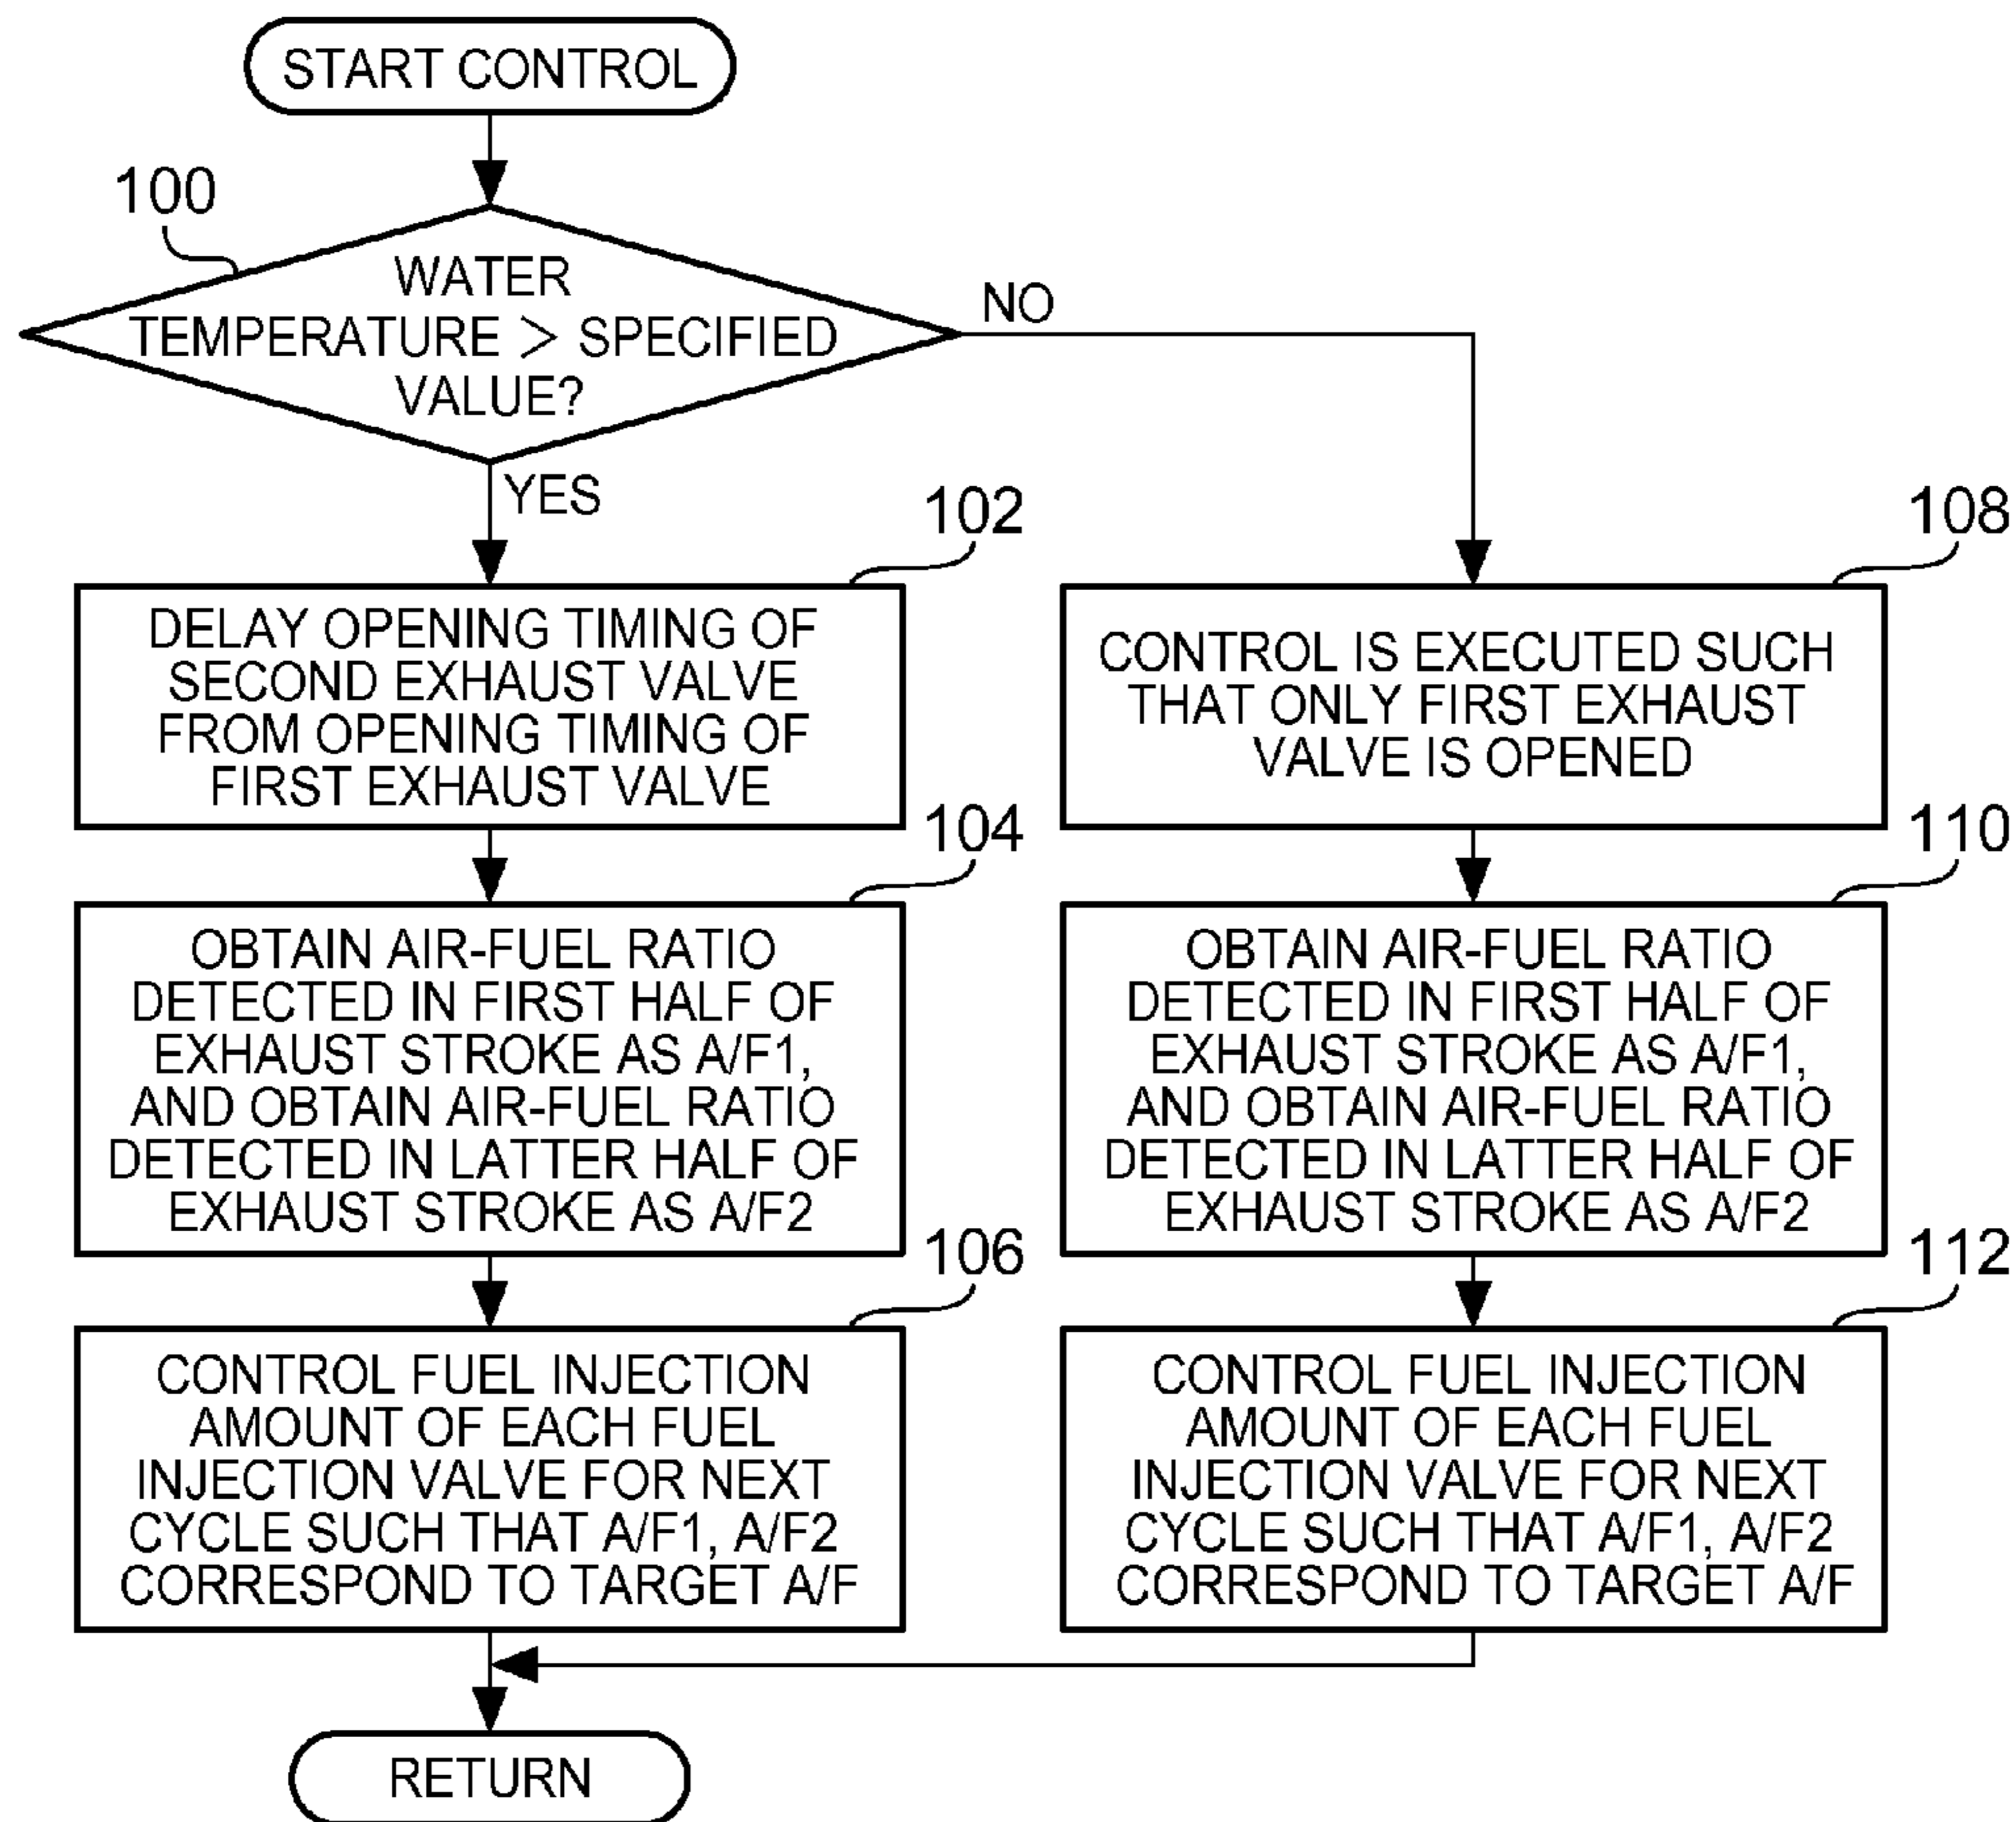 START CONTROL
100
WATER
TEMPERATURE > SPECIFIED
VALUE?
NO
YES
102
DELAY OPENING TIMING OF
SECOND EXHAUST VALVE
FROM OPENING TIMING OF
FIRST EXHAUST VALVE
104
OBTAIN AIR-FUEL RATIO
DETECTED IN FIRST HALF OF
EXHAUST STROKE AS A/F1,
AND OBTAIN AIR-FUEL RATIO
DETECTED IN LATTER HALF OF
EXHAUST STROKE AS A/F2
106
CONTROL FUEL INJECTION
AMOUNT OF EACH FUEL
INJECTION VALVE FOR NEXT
CYCLE SUCH THAT A/F1, A/F2
CORRESPOND TO TARGET A/F
108
CONTROL IS EXECUTED SUCH
THAT ONLY FIRST EXHAUST
VALVE IS OPENED
110
OBTAIN AIR-FUEL RATIO
DETECTED IN FIRST HALF OF
EXHAUST STROKE AS A/F1,
AND OBTAIN AIR-FUEL RATIO
DETECTED IN LATTER HALF OF
EXHAUST STROKE AS A/F2
112
CONTROL FUEL INJECTION
AMOUNT OF EACH FUEL
INJECTION VALVE FOR NEXT
CYCLE SUCH THAT A/F1, A/F2
CORRESPOND TO TARGET A/F
RETURN